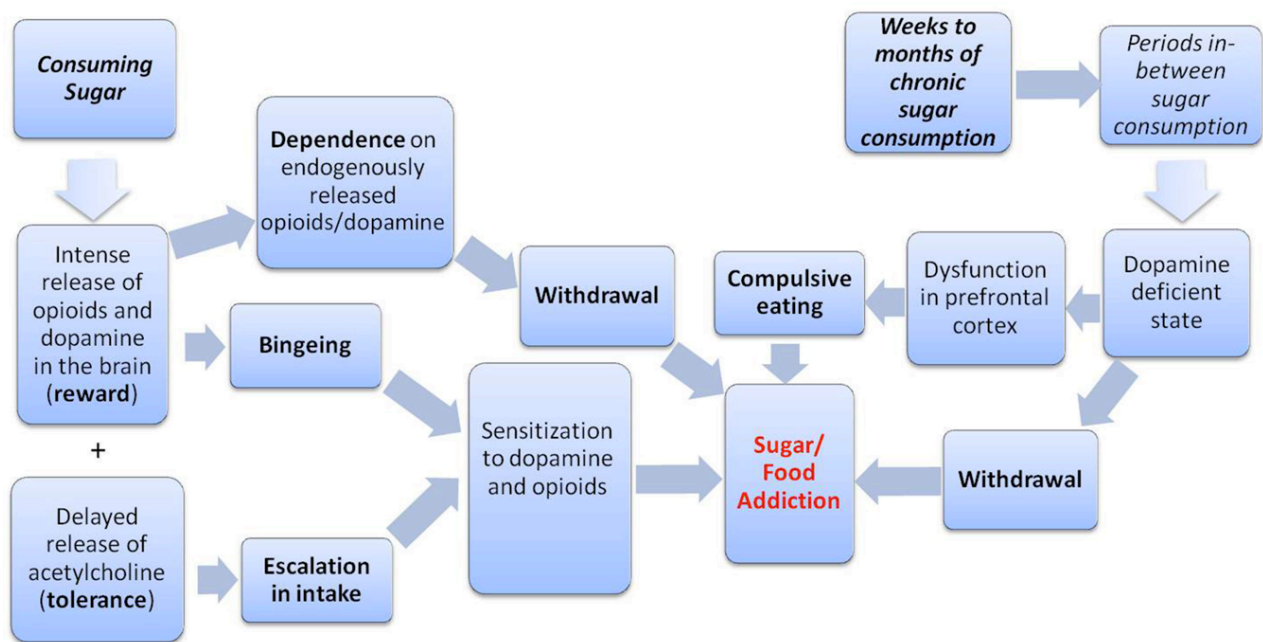 Consuming
Sugar
Intense
release of
opioids and
dopamine
in the brain
(reward)
+
Delayed
release of
acetylcholine
(tolerance)
Dependence on
endogenously
released
opioids/dopamine
Bingeing
Escalation
in intake
Withdrawal
Sensitization
to dopamine
and opioids
Weeks to
months of
chronic
sugar
consumption
Periods in-
between
sugar
consumption
Dopamine
deficient
state
Dysfunction
in prefrontal
cortex
Compulsive
eating
Withdrawal
Sugar/
Food
Addiction